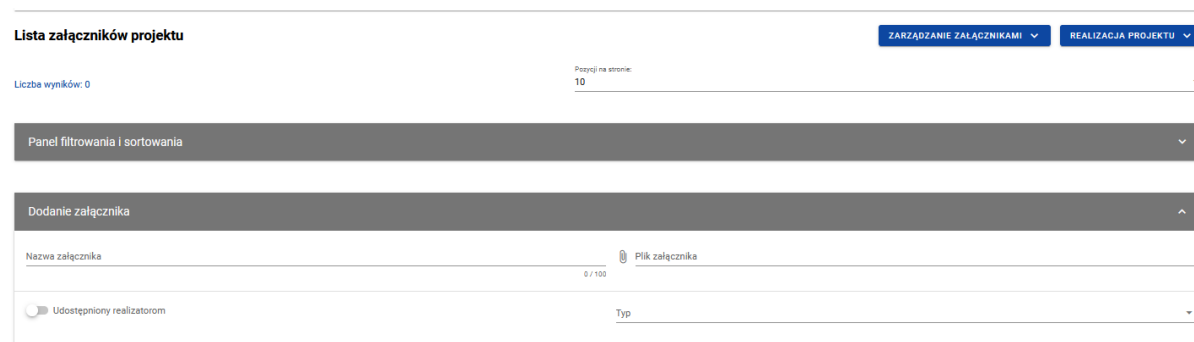 Lista załączników projektu
ZARZĄDZANIE ZAŁĄCZNIKAMI
REALIZACJA PROJEKTU
Liczba wyników: 0
Pozycji na stronie:
10
Panel filtrowania i sortowania
Dodanie załącznika
Nazwa załącznika
0 / 100
Plik załącznika
Udostępniony realizatorom
Typ